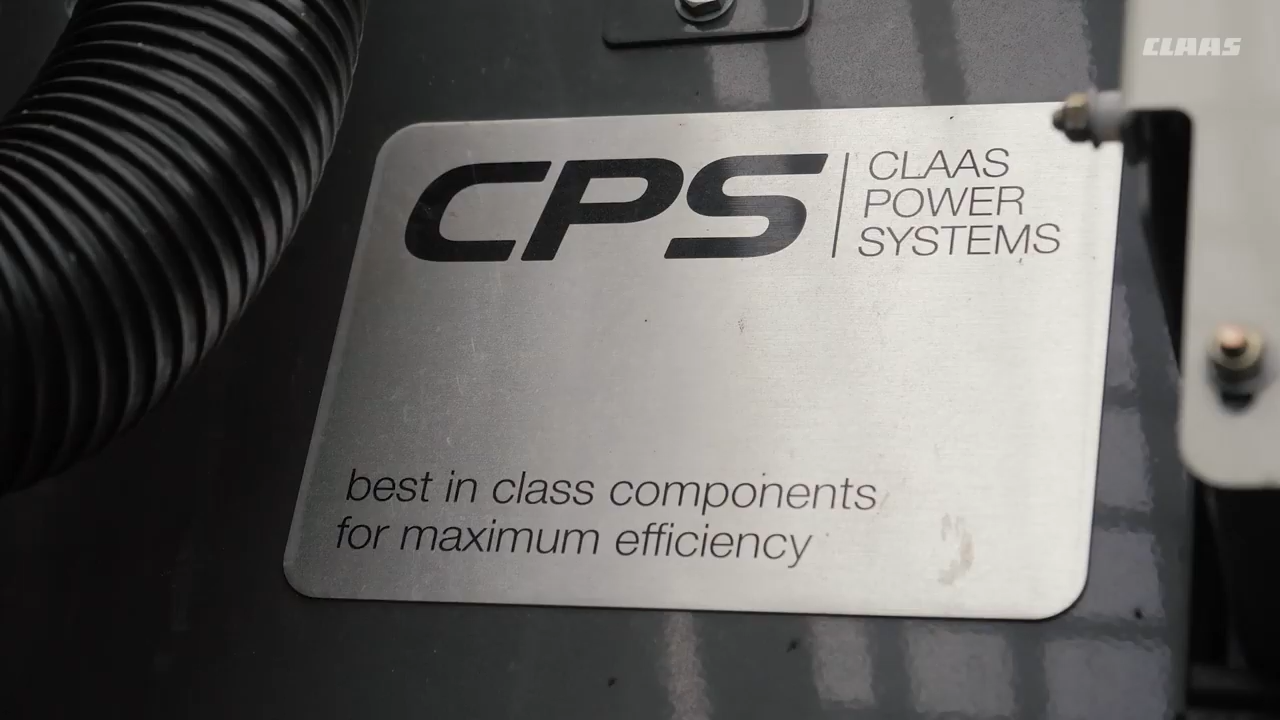 CLAAS
CPS
CLAAS
POWER
SYSTEMS
best in class components
for maximum efficiency